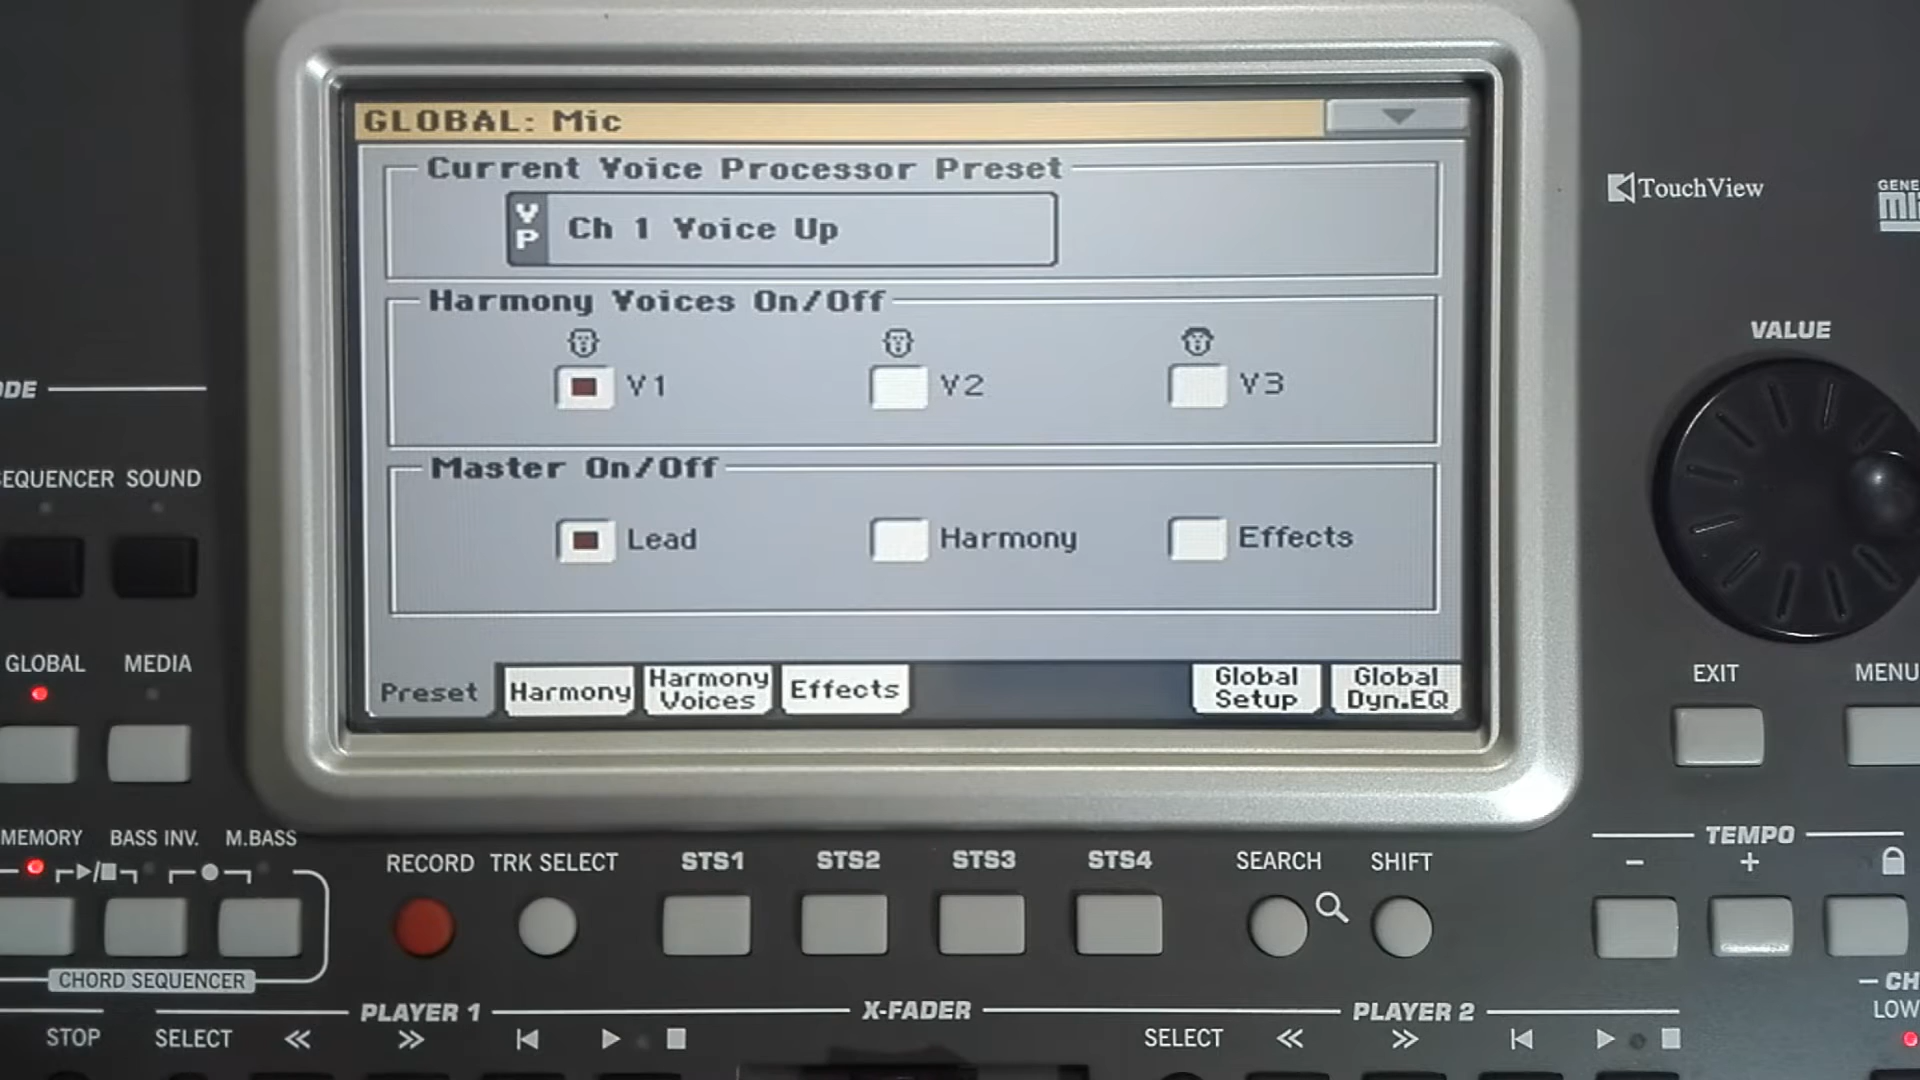 GLOBAL: Mic
Current Voice Processor Preset
VP
Ch 1 Voice Up
Harmony Voices On/Off
V1
V2
V3
Master On/Off
Lead
Harmony
Effects
Preset
Harmony
Harmony Voices
Effects
Global Setup
Global Dyn.EQ
TouchView
VALUE
SOUND
GLOBAL
MEDIA
EXIT
MENU
MEMORY
BASS INV.
M.BASS
CHORD SEQUENCER
RECORD
TRK SELECT
STS1
STS2
STS3
STS4
SEARCH
SHIFT
TEMPO
-
+
STOP
SELECT
PLAYER 1
X-FADER
SELECT
PLAYER 2
LOW